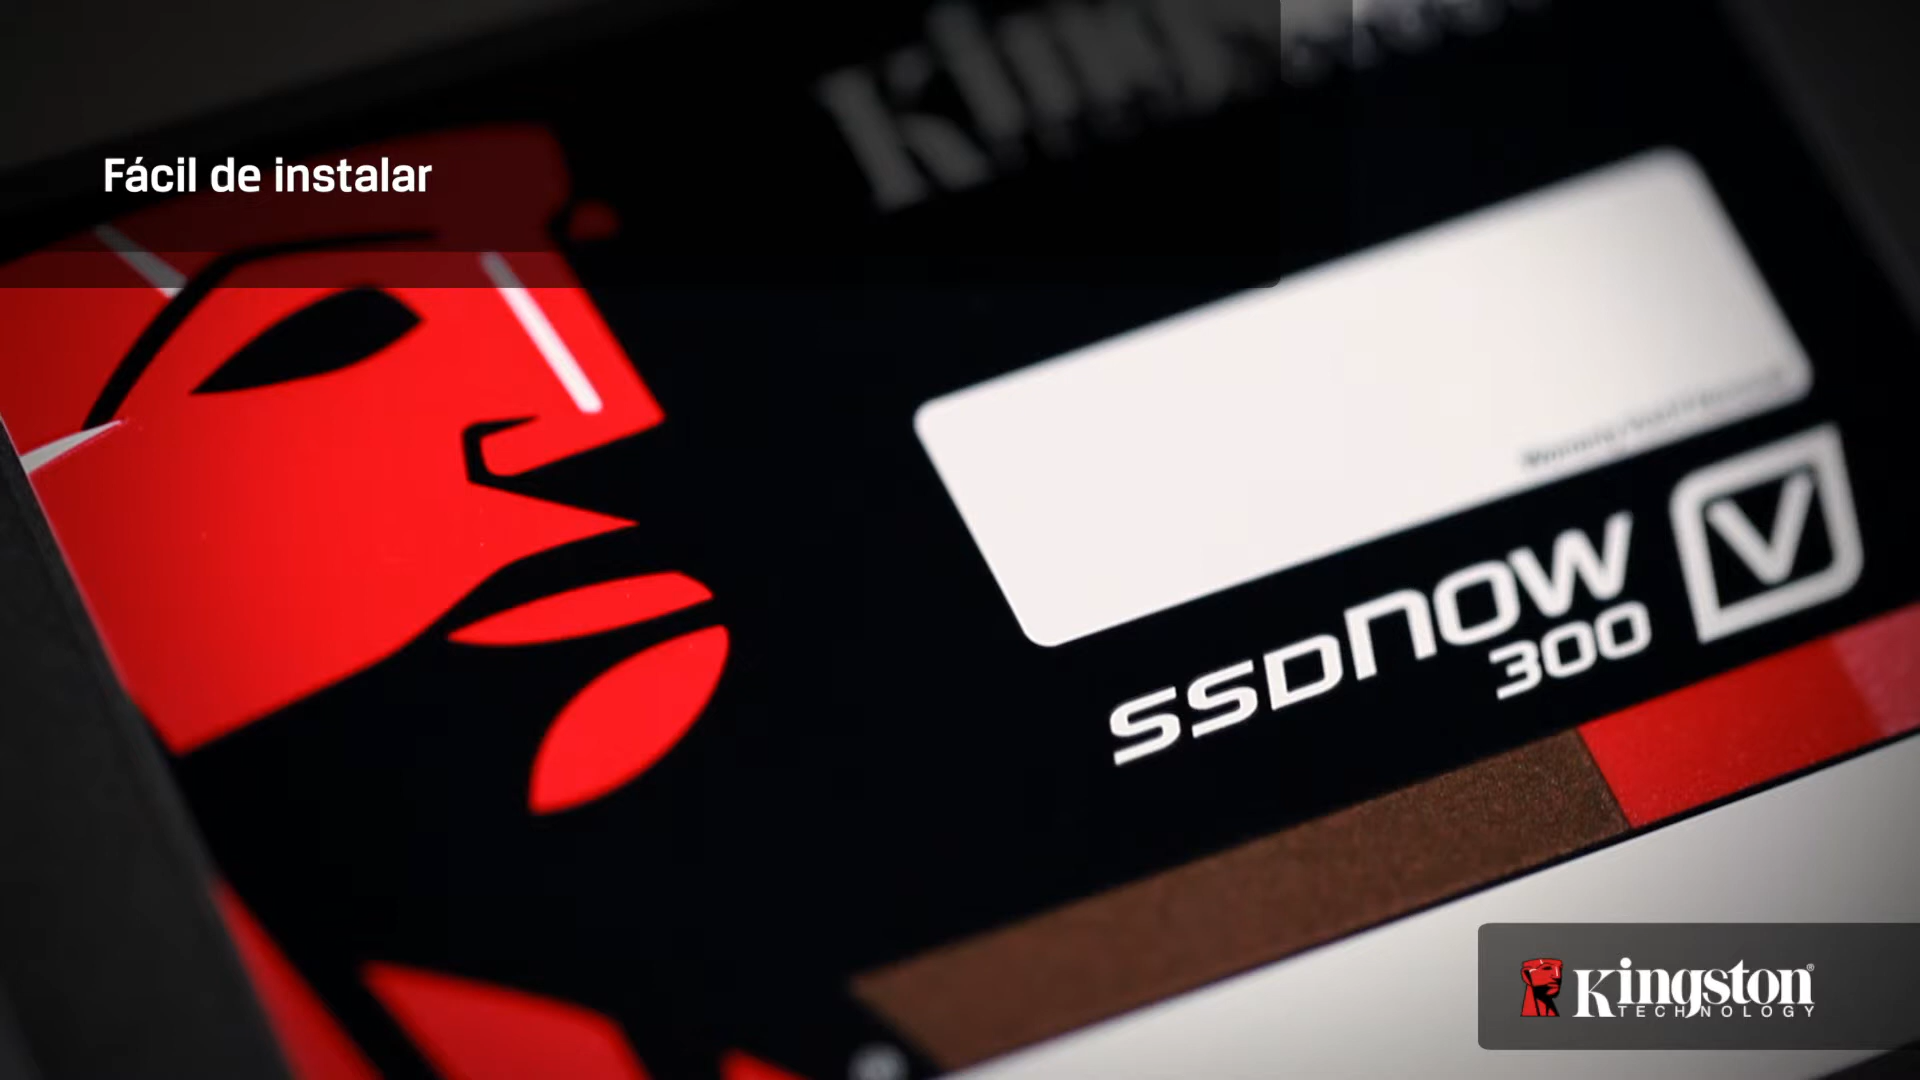 Fácil de instalar
SSDNOW
300
V
Kingston®
TECHNOLOGY